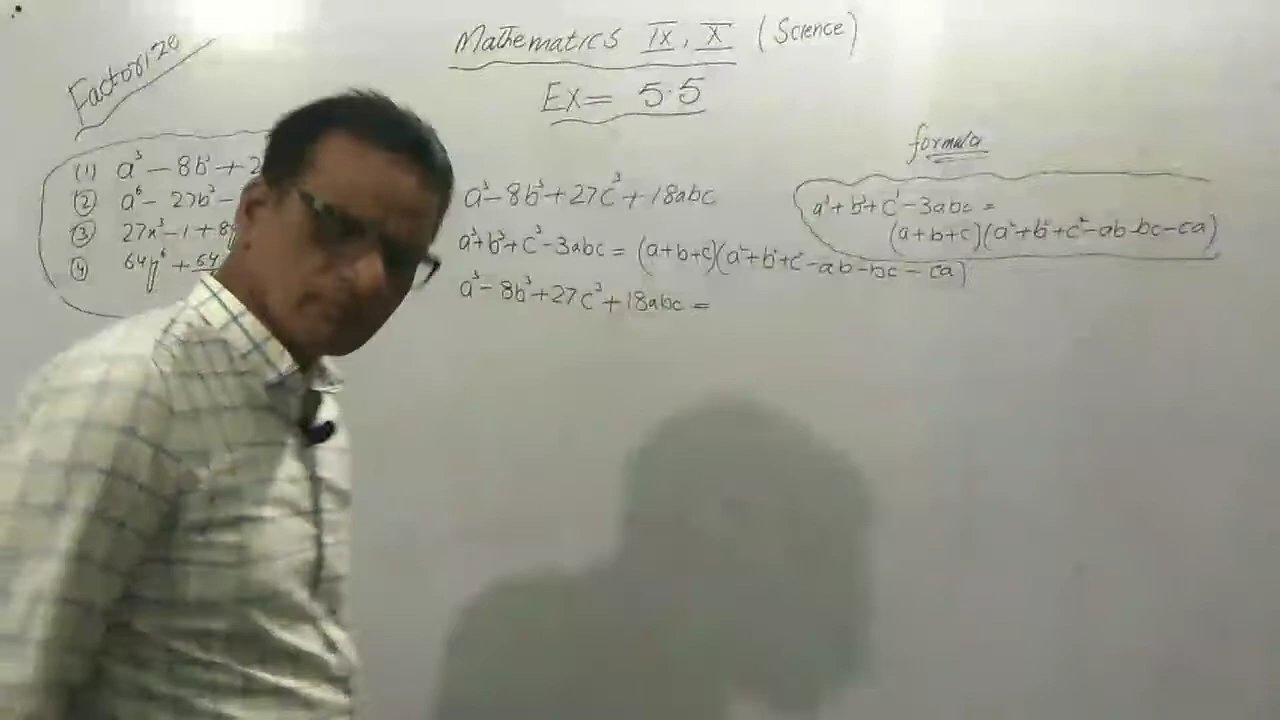 Mathematics IX, X (Science)
Ex = 5.5
Factorize
(1) a³ - 8b³ + 2
(2) a⁶ - 27b³ -
(3) 27x³ - 1 + 8y
(4) 64y⁶ + 64
a³ - 8b³ + 27c³ + 18abc
a³ + b³ + c³ - 3abc = (a+b+c)(a²+b²+c²-ab-bc-ca)
a³ - 8b³ + 27c³ + 18abc =
formula
a³ + b³ + c³ - 3abc =
(a+b+c)(a²+b²+c²-ab-bc-ca)